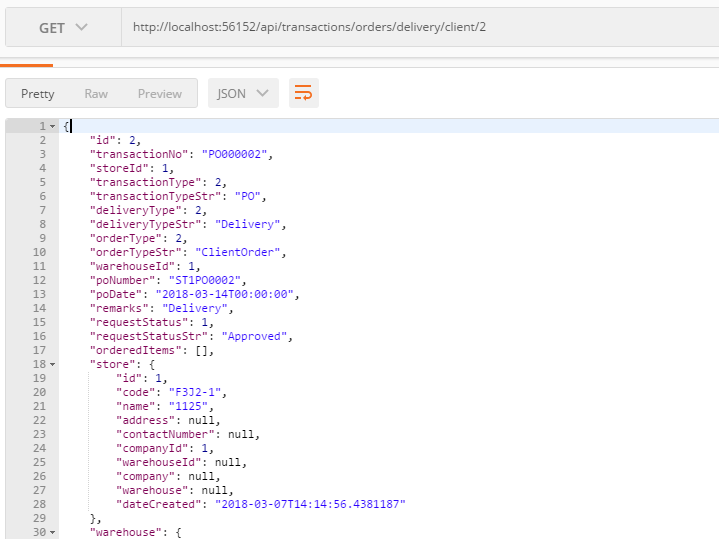 GET http://localhost:56152/api/transactions/orders/delivery/client/2
Pretty Raw Preview JSON
1 {
2 "id": 2,
3 "transactionNo": "PO000002",
4 "storeId": 1,
5 "transactionType": 2,
6 "transactionTypeStr": "PO",
7 "deliveryType": 2,
8 "deliveryTypeStr": "Delivery",
9 "orderType": 2,
10 "orderTypeStr": "ClientOrder",
11 "warehouseId": 1,
12 "poNumber": "ST1PO0002",
13 "poDate": "2018-03-14T00:00:00",
14 "remarks": "Delivery",
15 "requestStatus": 1,
16 "requestStatusStr": "Approved",
17 "orderedItems": [],
18 "store": {
19 "id": 1,
20 "code": "F3J2-1",
21 "name": "1125",
22 "address": null,
23 "contactNumber": null,
24 "companyId": 1,
25 "warehouseId": null,
26 "company": null,
27 "warehouse": null,
28 "dateCreated": "2018-03-07T14:14:56.4381187"
29 },
30 "warehouse": {